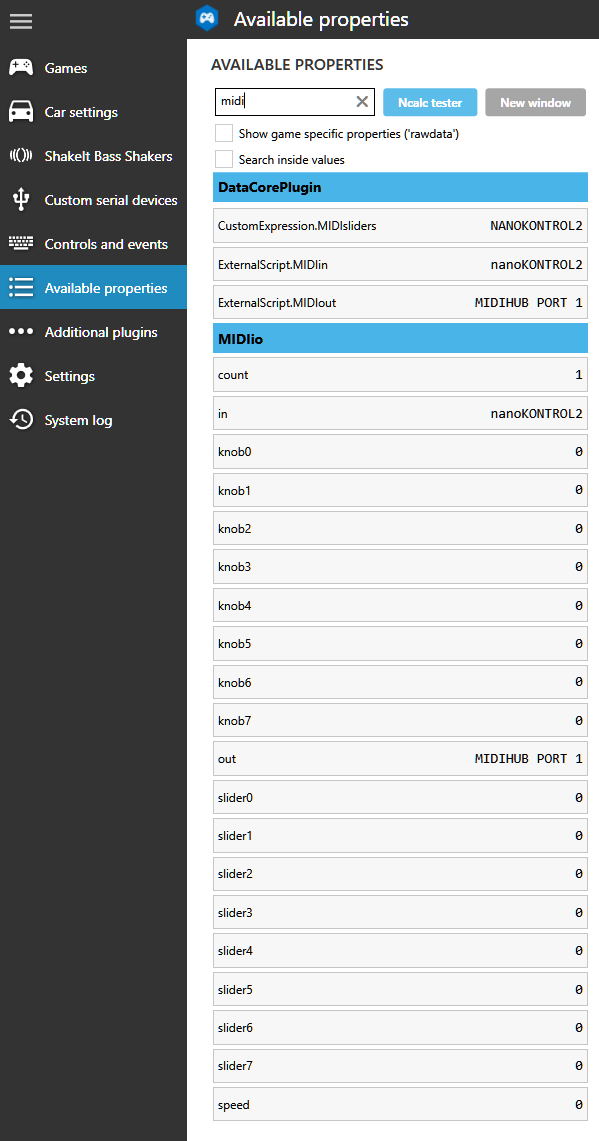 Available properties
Games
Car settings
ShakeIt Bass Shakers
Custom serial devices
Controls and events
Available properties
Additional plugins
Settings
System log
AVAILABLE PROPERTIES
midi
Ncalc tester
New window
Show game specific properties ('rawdata')
Search inside values
DataCorePlugin
CustomExpression.MIDIsliders NANOKONTROL2
ExternalScript.MIDIin nanoKONTROL2
ExternalScript.MIDIout MIDIHUB PORT 1
MIDIio
count 1
in nanoKONTROL2
knob0 0
knob1 0
knob2 0
knob3 0
knob4 0
knob5 0
knob6 0
knob7 0
out MIDIHUB PORT 1
slider0 0
slider1 0
slider2 0
slider3 0
slider4 0
slider5 0
slider6 0
slider7 0
speed 0